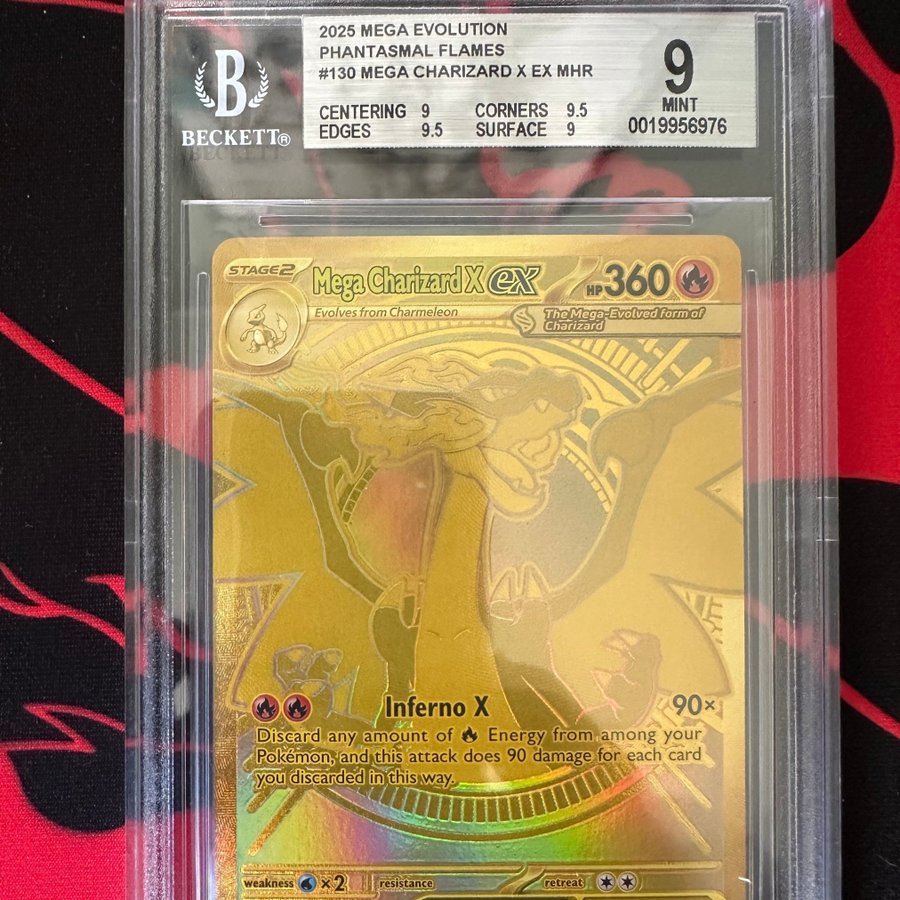 2025 MEGA EVOLUTION
PHANTASMAL FLAMES
#130 MEGA CHARIZARD X EX MHR
CENTERING 9 CORNERS 9.5
EDGES 9.5 SURFACE 9
9
MINT
0019956976
B
BECKETT®
STAGE2
Mega Charizard X ex
HP360
Evolves from Charmeleon
The Mega-Evolved form of
Charizard
Inferno X 90×
Discard any amount of Energy from among your
Pokémon, and this attack does 90 damage for each card
you discarded in this way.
weakness ×2 resistance retreat